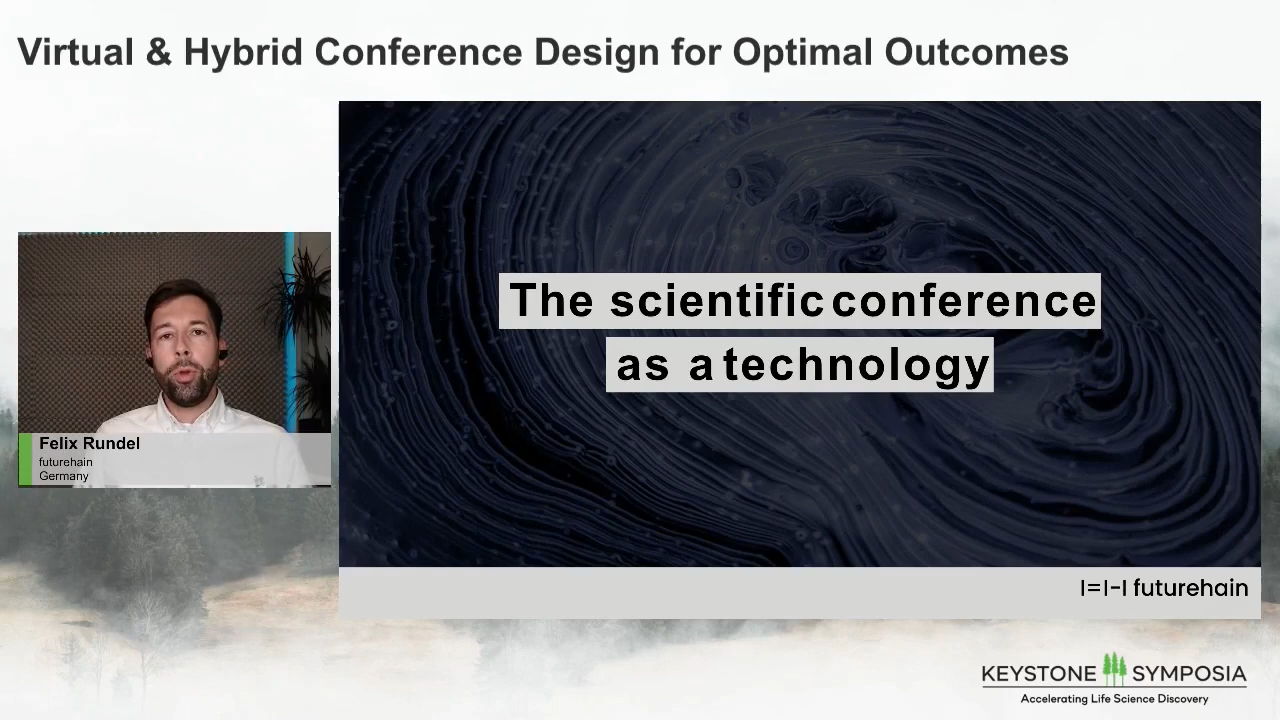 Virtual & Hybrid Conference Design for Optimal Outcomes
The scientific conference
as a technology
Felix Rundel
futurehain
Germany
I=I-I futurehain
KEYSTONE SYMPOSIA
Accelerating Life Science Discovery